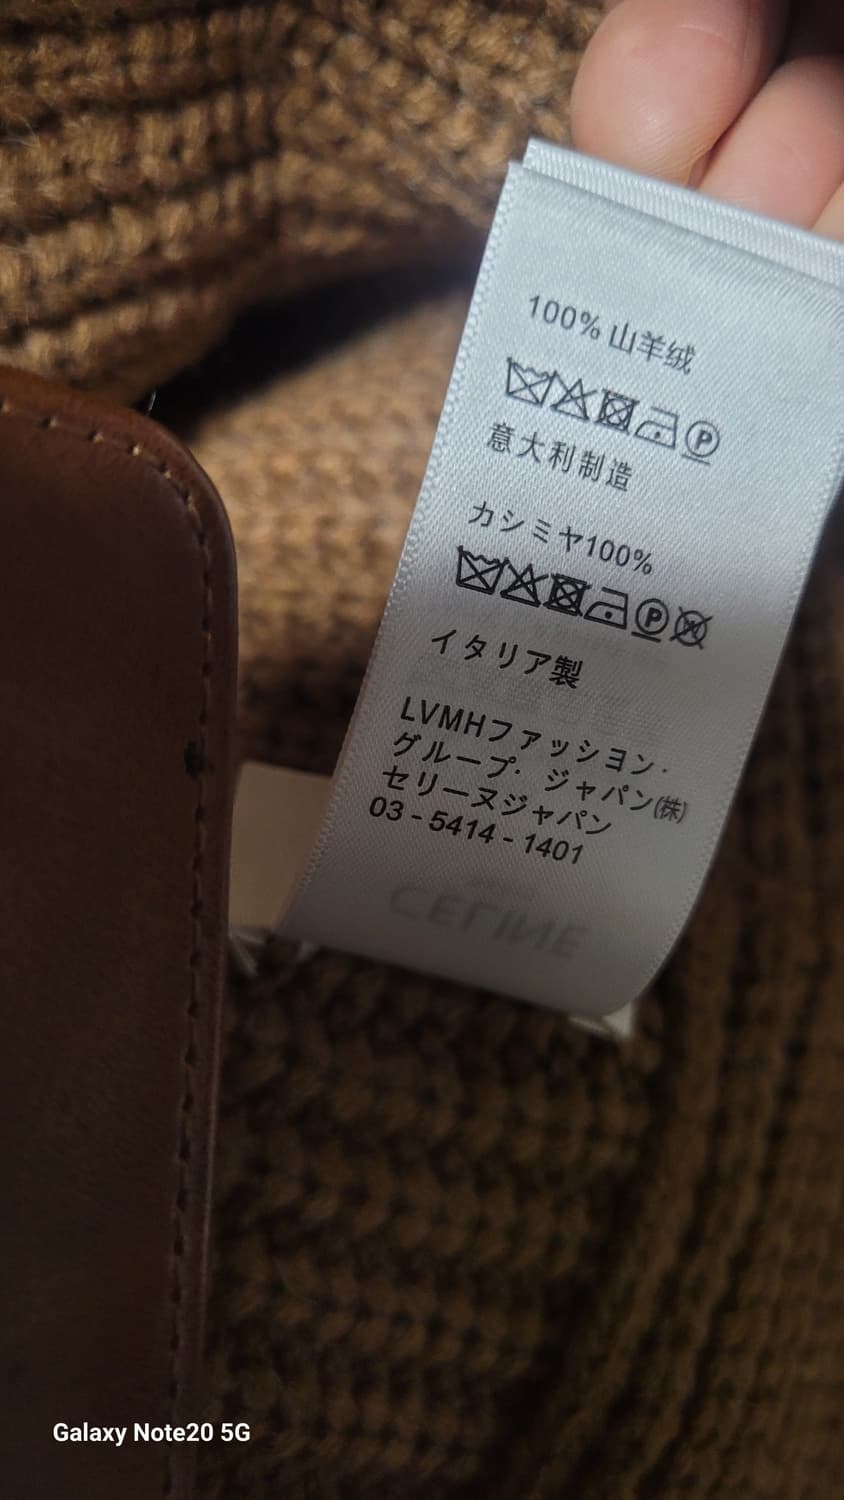 100% 山羊绒
P
意大利制造
カシミヤ100%
P W
イタリア製
LVMHファッション・
グループ・ ジャパン(株)
セリーヌジャパン
03 - 5414 - 1401
CELINE
Galaxy Note20 5G